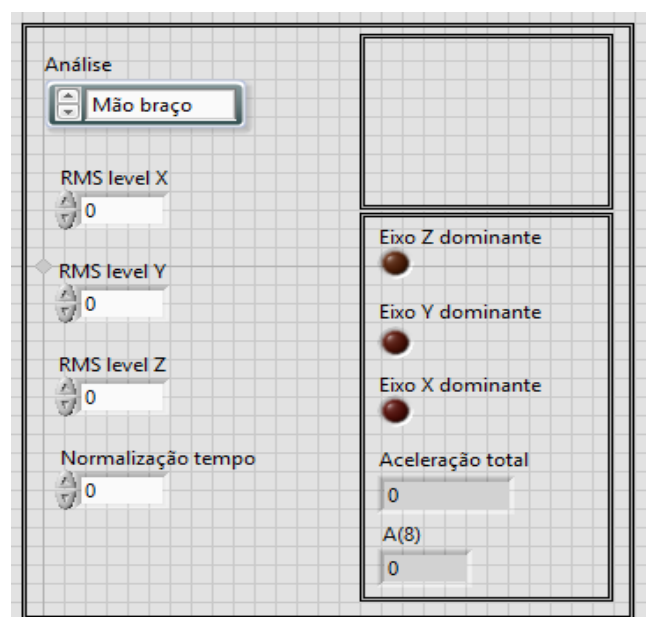 Análise
Mão braço
RMS level X
0
RMS level Y
0
RMS level Z
0
Normalização tempo
0
Eixo Z dominante
Eixo Y dominante
Eixo X dominante
Aceleração total
0
A(8)
0